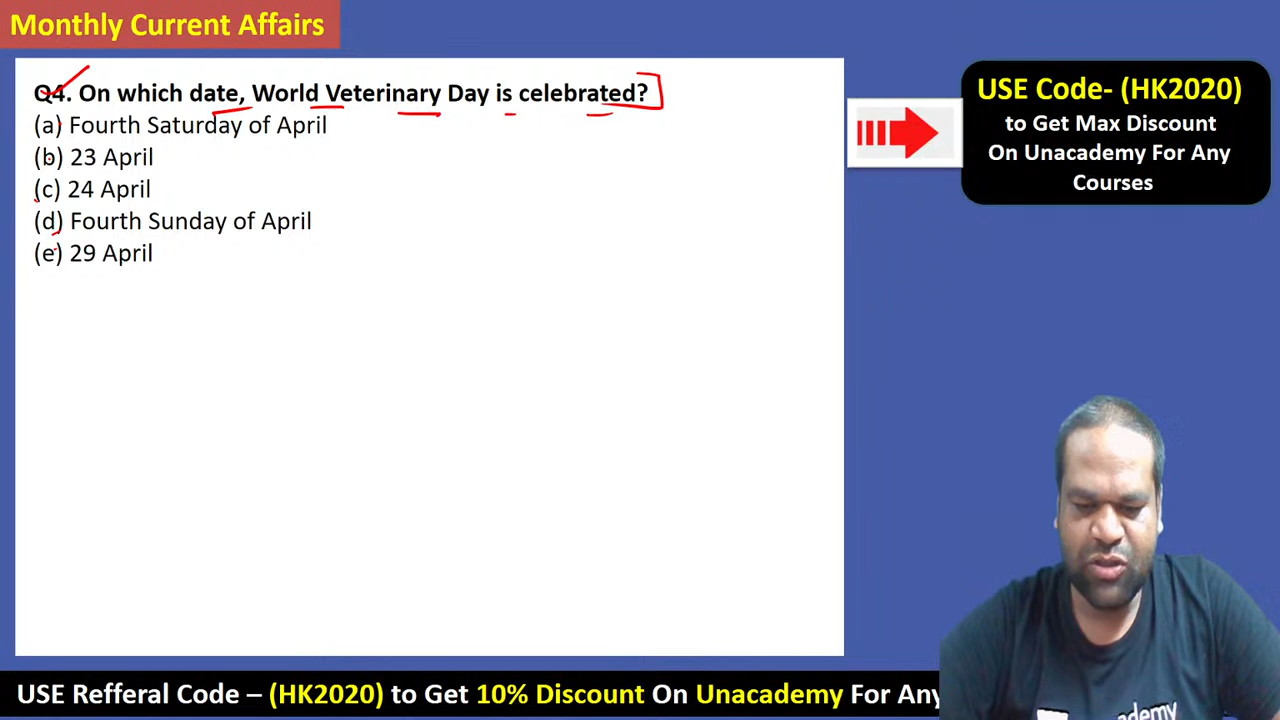 Monthly Current Affairs
Q4. On which date, World Veterinary Day is celebrated?
(a) Fourth Saturday of April
(b) 23 April
(c) 24 April
(d) Fourth Sunday of April
(e) 29 April
USE Code- (HK2020)
to Get Max Discount
On Unacademy For Any
Courses
USE Refferal Code – (HK2020) to Get 10% Discount On Unacademy For Any